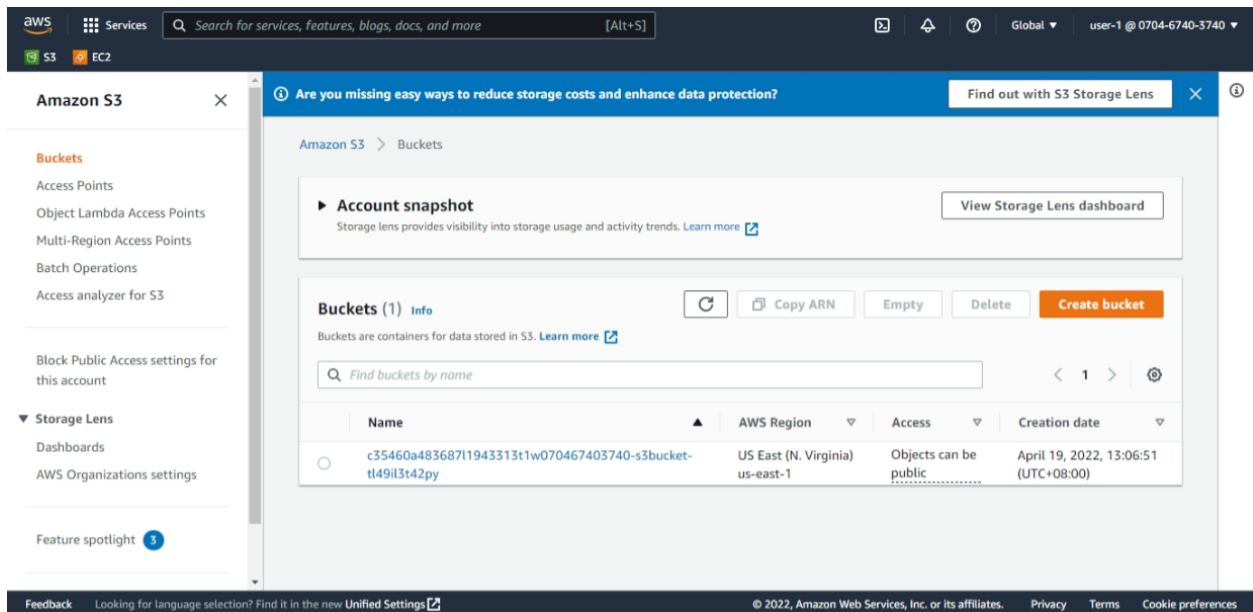 aws Services Search for services, features, blogs, docs, and more [Alt+S] Global ▼ user-1 @ 0704-6740-3740 ▼
S3 EC2
Amazon S3
Buckets
Access Points
Object Lambda Access Points
Multi-Region Access Points
Batch Operations
Access analyzer for S3
Block Public Access settings for
this account
▼ Storage Lens
Dashboards
AWS Organizations settings
Feature spotlight 3
Are you missing easy ways to reduce storage costs and enhance data protection? Find out with S3 Storage Lens
Amazon S3 > Buckets
Account snapshot View Storage Lens dashboard
Storage lens provides visibility into storage usage and activity trends. Learn more
Buckets (1) Info Copy ARN Empty Delete Create bucket
Buckets are containers for data stored in S3. Learn more
Find buckets by name < 1 >
Name AWS Region Access Creation date
c35460a483687l1943313t1w070467403740-s3bucket- US East (N. Virginia) Objects can be April 19, 2022, 13:06:51
tl49il3t42py us-east-1 public (UTC+08:00)
Feedback Looking for language selection? Find it in the new Unified Settings © 2022, Amazon Web Services, Inc. or its affiliates. Privacy Terms Cookie preferences